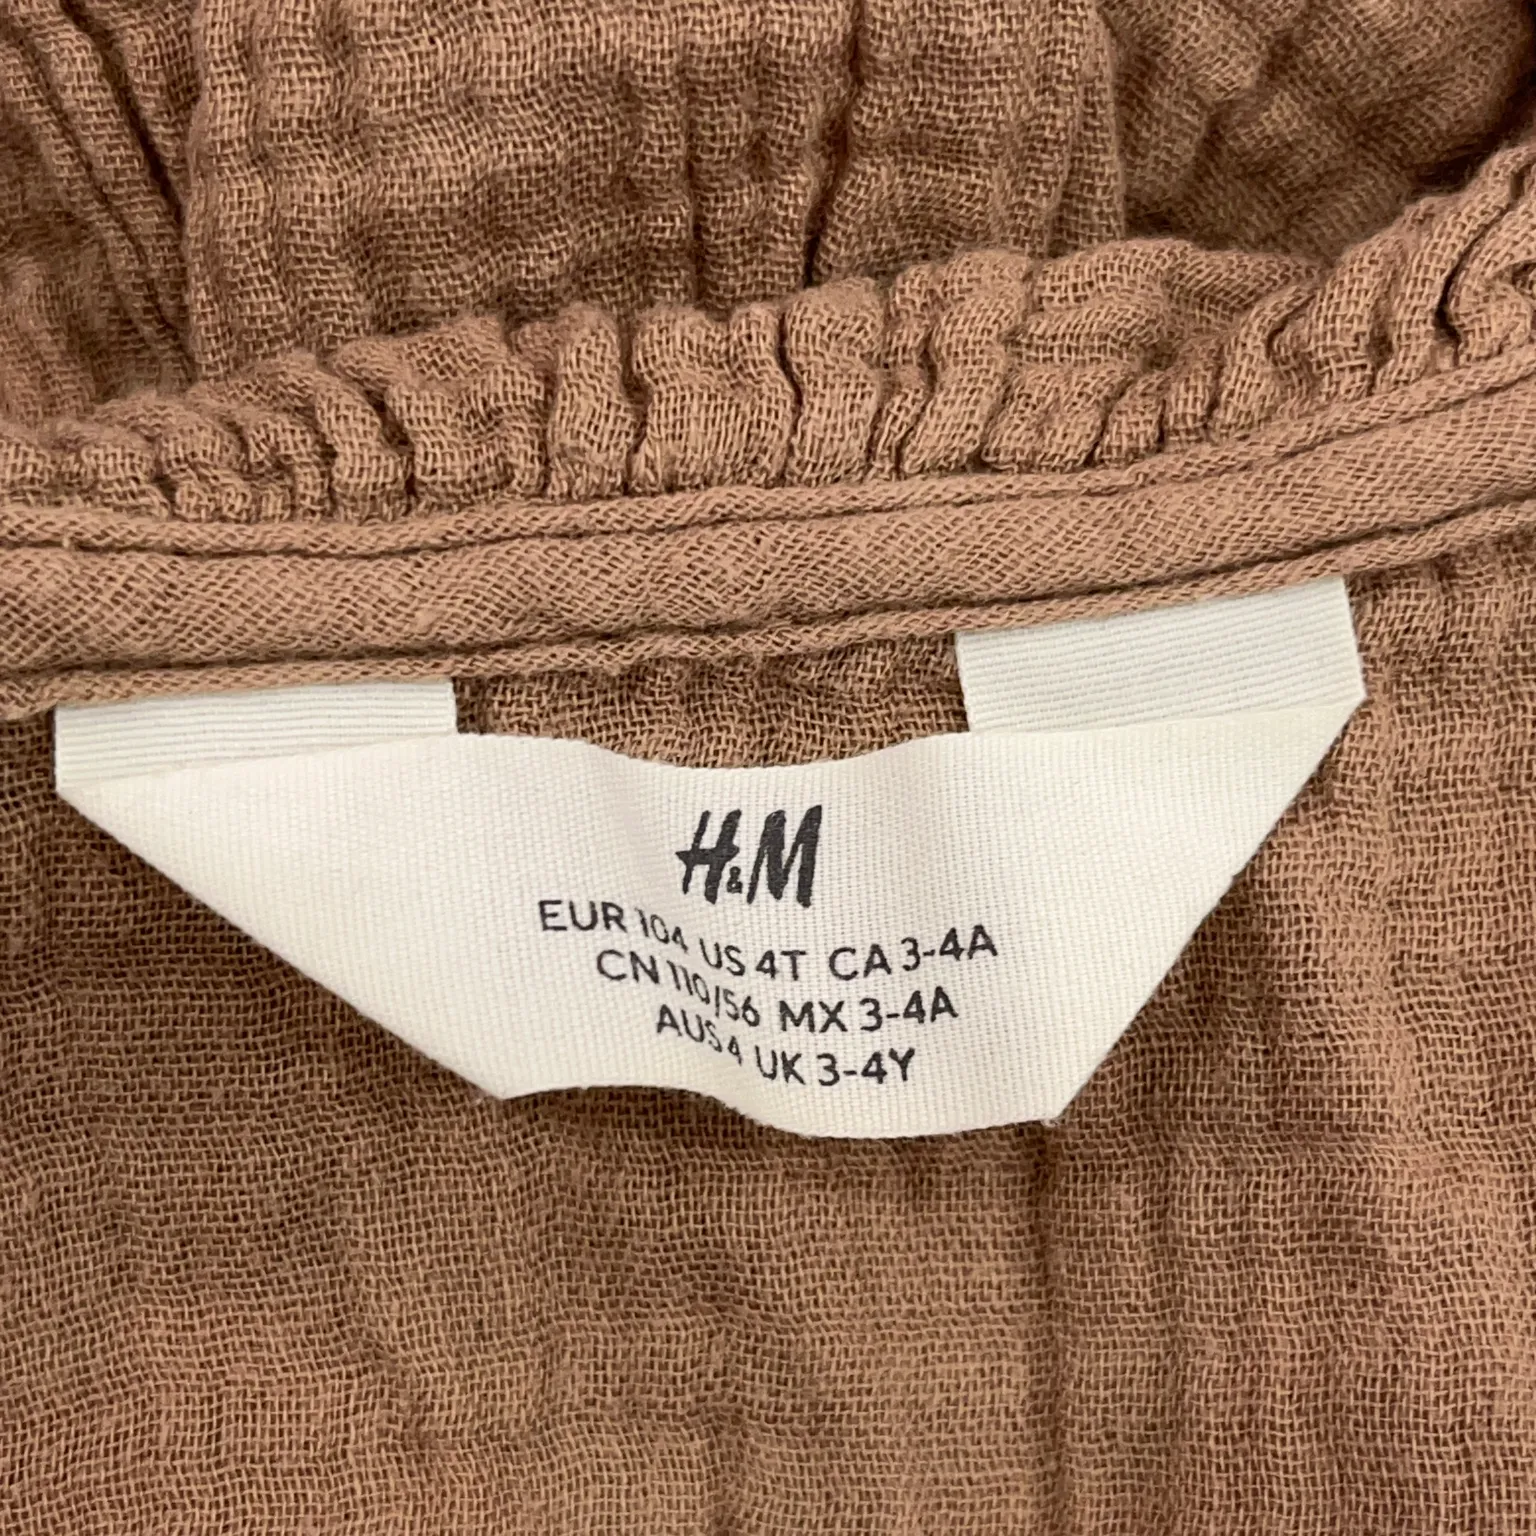 H&M
EUR 104 US 4T CA 3-4A
CN 110/56 MX 3-4A
AUS 4 UK 3-4Y